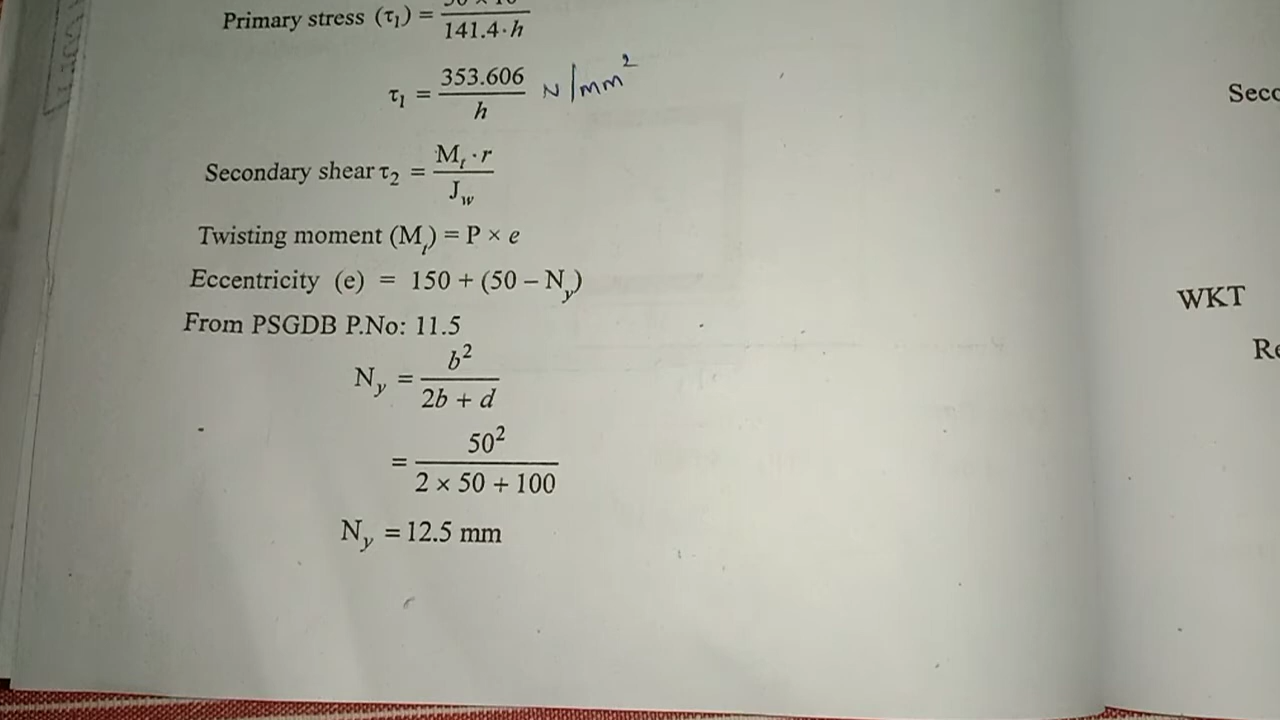 Primary stress (τ₁) = / 141.4·h
τ₁ = 353.606 / h N/mm²
Secondary shear τ₂ = Mₜ · r / J_w
Twisting moment (Mₜ) = P × e
Eccentricity (e) = 150 + (50 – N_y)
From PSGDB P.No: 11.5
N_y = b² / 2b + d
= 50² / 2 × 50 + 100
N_y = 12.5 mm
WKT